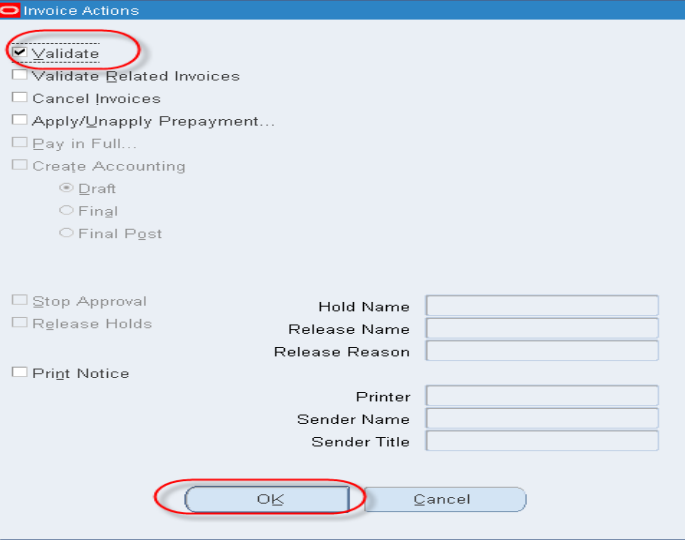 Invoice Actions
Validate
Validate Related Invoices
Cancel Invoices
Apply/Unapply Prepayment...
Pay in Full...
Create Accounting
Draft
Final
Final Post
Stop Approval
Hold Name
Release Holds
Release Name
Release Reason
Print Notice
Printer
Sender Name
Sender Title
OK Cancel